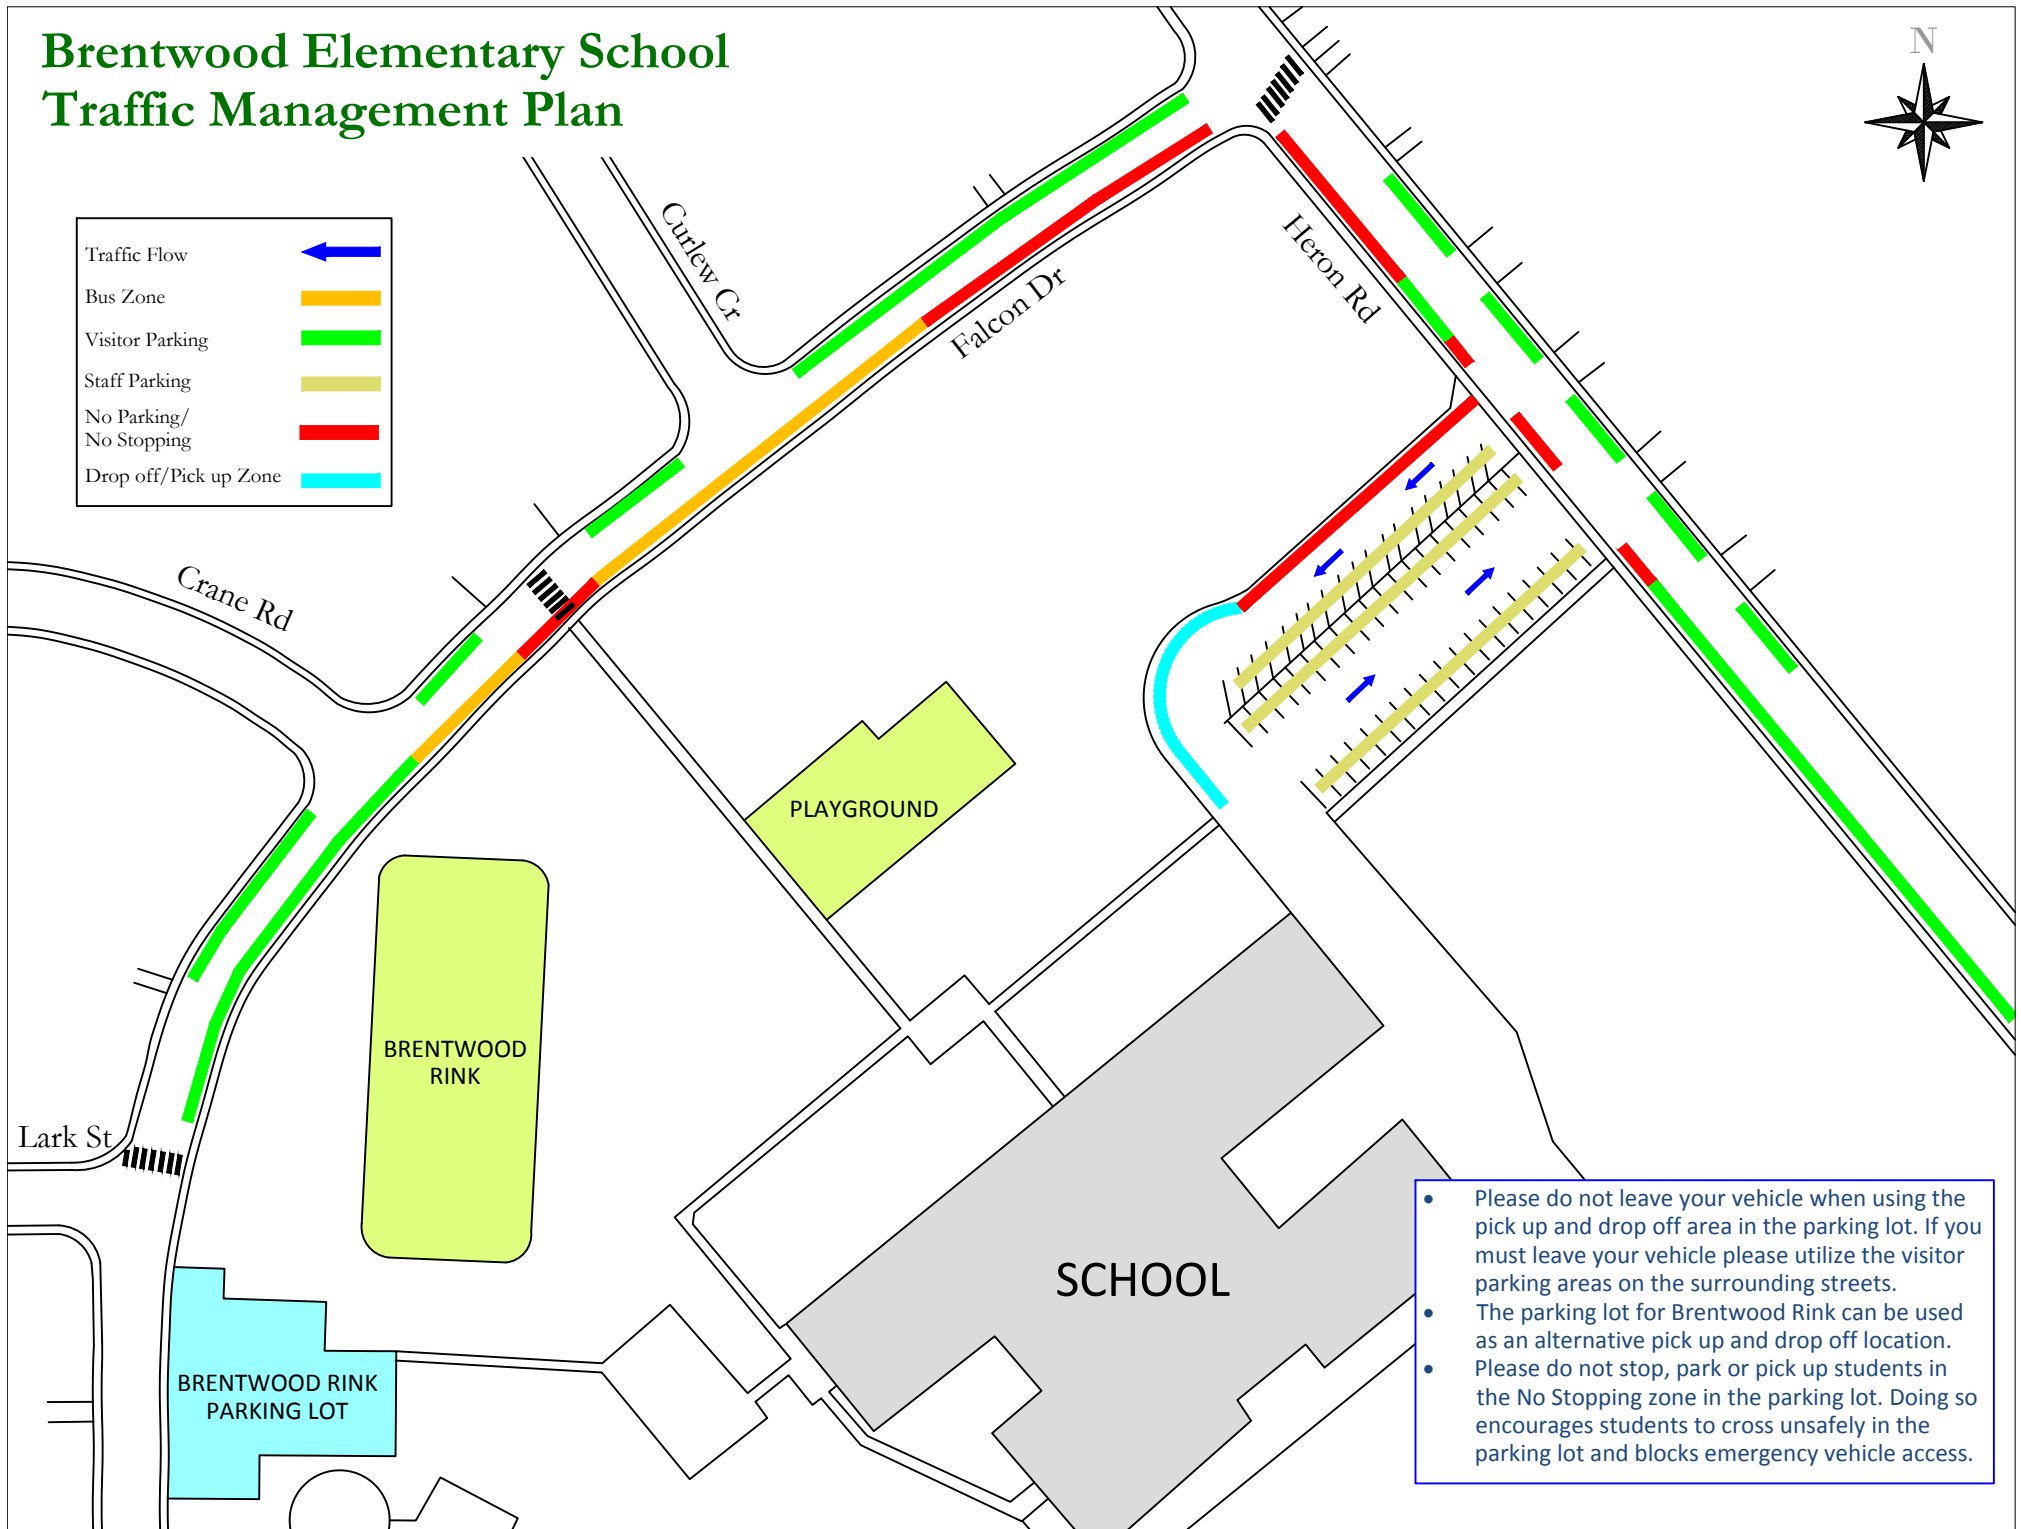 Brentwood Elementary School
Traffic Management Plan
N
Traffic Flow
Bus Zone
Visitor Parking
Staff Parking
No Parking/
No Stopping
Drop off/Pick up Zone
Curlew Cr
Falcon Dr
Heron Rd
Crane Rd
PLAYGROUND
BRENTWOOD
RINK
Lark St
SCHOOL
BRENTWOOD RINK
PARKING LOT
• Please do not leave your vehicle when using the
pick up and drop off area in the parking lot. If you
must leave your vehicle please utilize the visitor
parking areas on the surrounding streets.
• The parking lot for Brentwood Rink can be used
as an alternative pick up and drop off location.
• Please do not stop, park or pick up students in
the No Stopping zone in the parking lot. Doing so
encourages students to cross unsafely in the
parking lot and blocks emergency vehicle access.